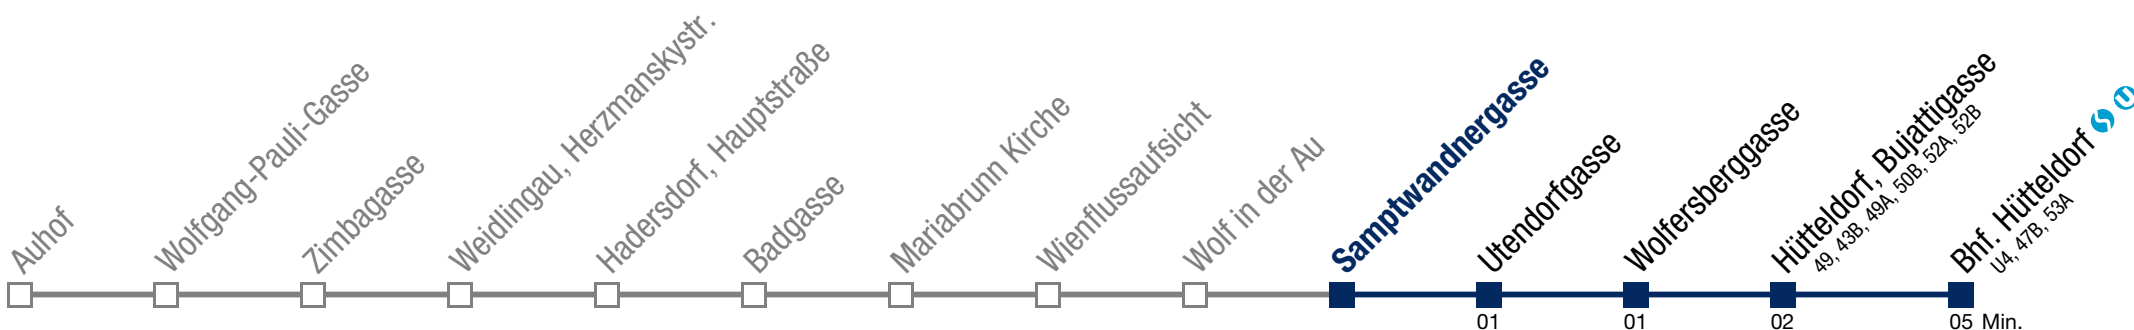 Auhof
Wolfgang-Pauli-Gasse
Zimbagasse
Weidlingau, Herzmanskystr.
Hadersdorf, Hauptstraße
Badgasse
Mariabrunn Kirche
Wienflussaufsicht
Wolf in der Au
Samptwandnergasse
Utendorfgasse
Wolfersberggasse
Hütteldorf, Bujattigasse
49, 43B, 49A, 50B, 52A, 52B
Bhf. Hütteldorf S U
U4, 47B, 53A
01 01 02 05 Min.